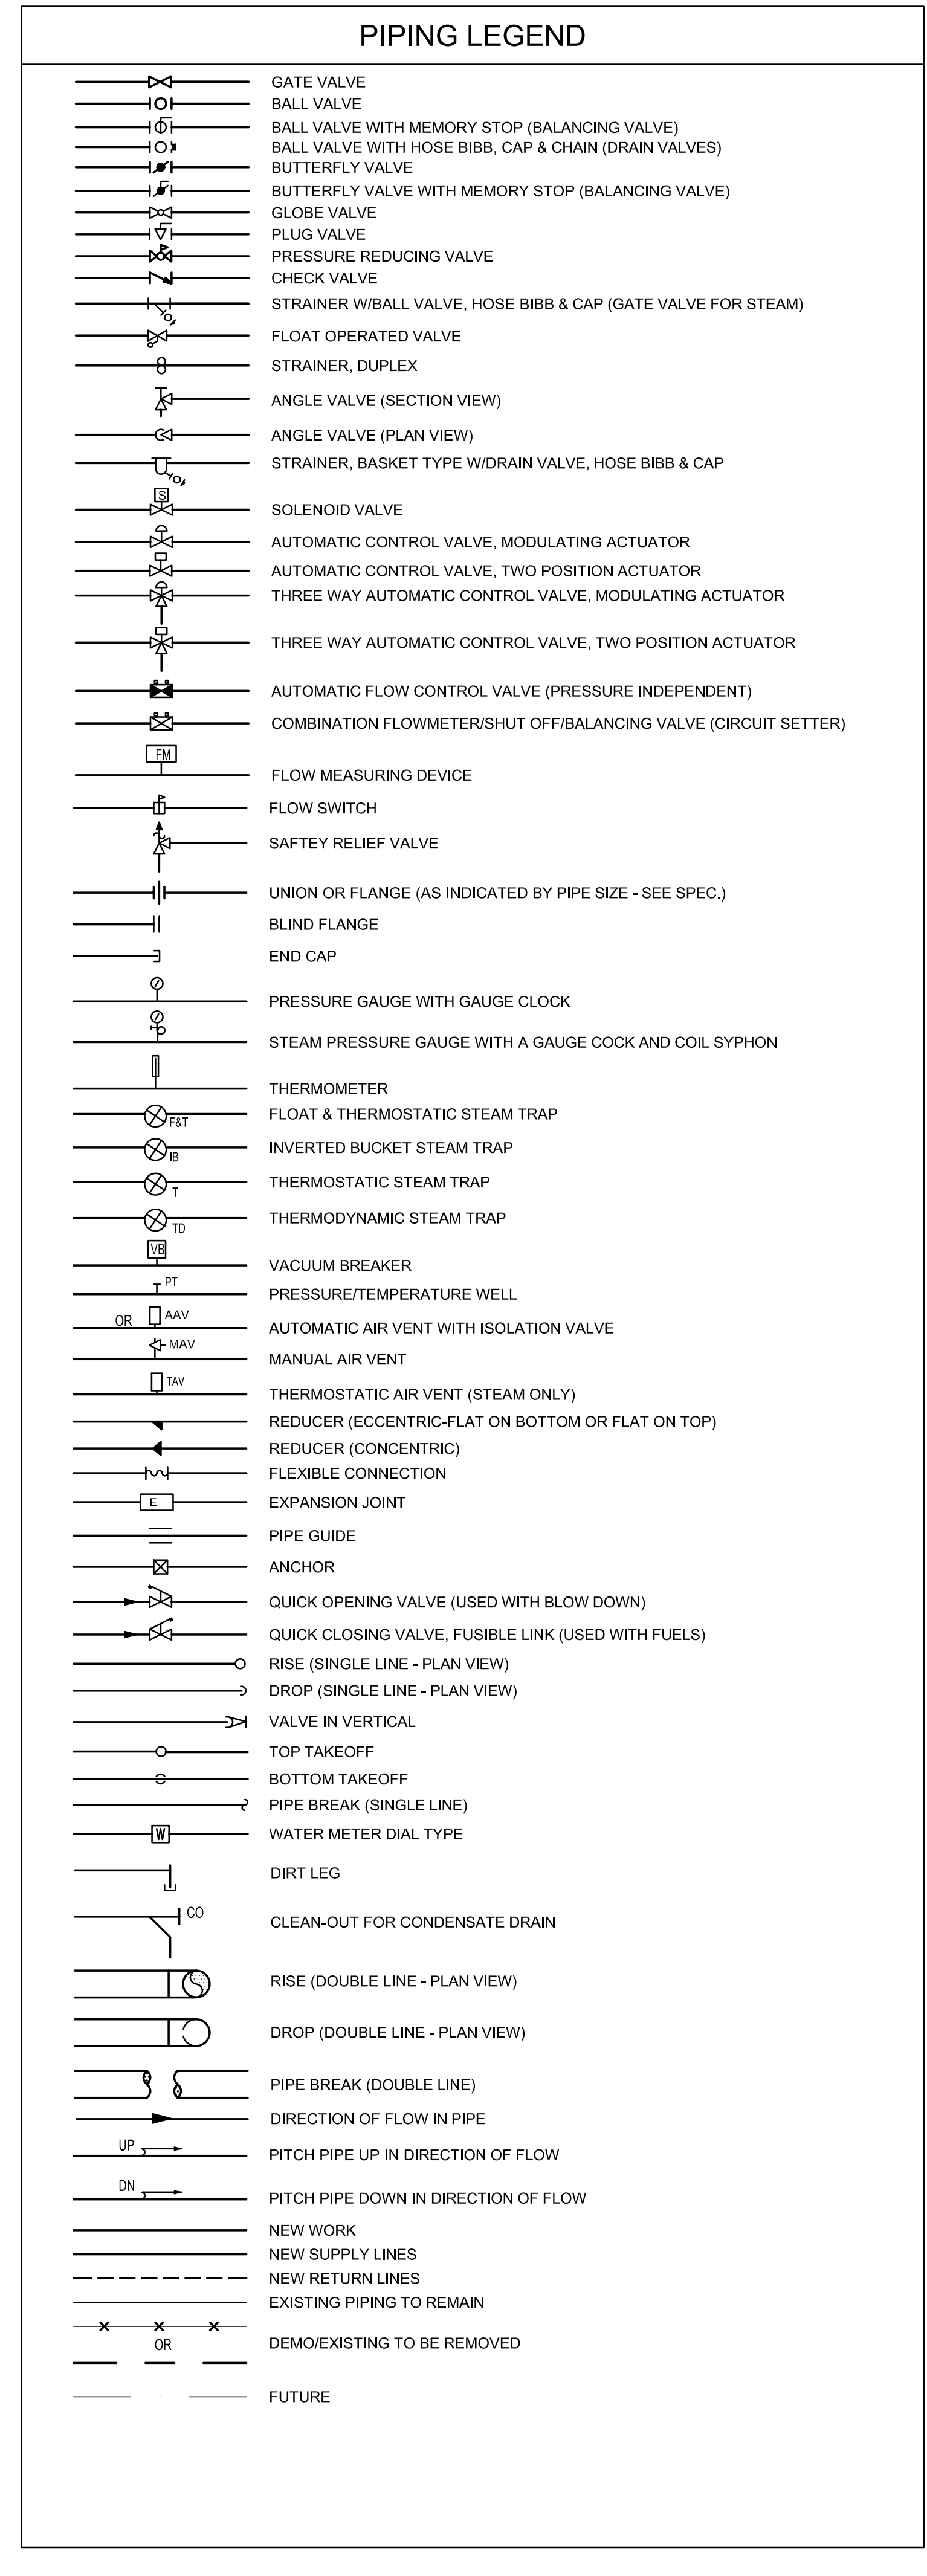 PIPING LEGEND
GATE VALVE
BALL VALVE
BALL VALVE WITH MEMORY STOP (BALANCING VALVE)
BALL VALVE WITH HOSE BIBB, CAP & CHAIN (DRAIN VALVES)
BUTTERFLY VALVE
BUTTERFLY VALVE WITH MEMORY STOP (BALANCING VALVE)
GLOBE VALVE
PLUG VALVE
PRESSURE REDUCING VALVE
CHECK VALVE
STRAINER W/BALL VALVE, HOSE BIBB & CAP (GATE VALVE FOR STEAM)
FLOAT OPERATED VALVE
STRAINER, DUPLEX
ANGLE VALVE (SECTION VIEW)
ANGLE VALVE (PLAN VIEW)
STRAINER, BASKET TYPE W/DRAIN VALVE, HOSE BIBB & CAP
S
SOLENOID VALVE
AUTOMATIC CONTROL VALVE, MODULATING ACTUATOR
AUTOMATIC CONTROL VALVE, TWO POSITION ACTUATOR
THREE WAY AUTOMATIC CONTROL VALVE, MODULATING ACTUATOR
THREE WAY AUTOMATIC CONTROL VALVE, TWO POSITION ACTUATOR
AUTOMATIC FLOW CONTROL VALVE (PRESSURE INDEPENDENT)
COMBINATION FLOWMETER/SHUT OFF/BALANCING VALVE (CIRCUIT SETTER)
FM
FLOW MEASURING DEVICE
FLOW SWITCH
SAFTEY RELIEF VALVE
UNION OR FLANGE (AS INDICATED BY PIPE SIZE - SEE SPEC.)
BLIND FLANGE
END CAP
PRESSURE GAUGE WITH GAUGE CLOCK
STEAM PRESSURE GAUGE WITH A GAUGE COCK AND COIL SYPHON
THERMOMETER
FLOAT & THERMOSTATIC STEAM TRAP
F&T
INVERTED BUCKET STEAM TRAP
IB
THERMOSTATIC STEAM TRAP
T
THERMODYNAMIC STEAM TRAP
TD
VB
VACUUM BREAKER
PT
PRESSURE/TEMPERATURE WELL
OR AAV
AUTOMATIC AIR VENT WITH ISOLATION VALVE
MAV
MANUAL AIR VENT
TAV
THERMOSTATIC AIR VENT (STEAM ONLY)
REDUCER (ECCENTRIC-FLAT ON BOTTOM OR FLAT ON TOP)
REDUCER (CONCENTRIC)
FLEXIBLE CONNECTION
E EXPANSION JOINT
PIPE GUIDE
ANCHOR
QUICK OPENING VALVE (USED WITH BLOW DOWN)
QUICK CLOSING VALVE, FUSIBLE LINK (USED WITH FUELS)
RISE (SINGLE LINE - PLAN VIEW)
DROP (SINGLE LINE - PLAN VIEW)
VALVE IN VERTICAL
TOP TAKEOFF
BOTTOM TAKEOFF
PIPE BREAK (SINGLE LINE)
W WATER METER DIAL TYPE
DIRT LEG
CO
CLEAN-OUT FOR CONDENSATE DRAIN
RISE (DOUBLE LINE - PLAN VIEW)
DROP (DOUBLE LINE - PLAN VIEW)
PIPE BREAK (DOUBLE LINE)
DIRECTION OF FLOW IN PIPE
UP
PITCH PIPE UP IN DIRECTION OF FLOW
DN
PITCH PIPE DOWN IN DIRECTION OF FLOW
NEW WORK
NEW SUPPLY LINES
NEW RETURN LINES
EXISTING PIPING TO REMAIN
OR DEMO/EXISTING TO BE REMOVED
FUTURE